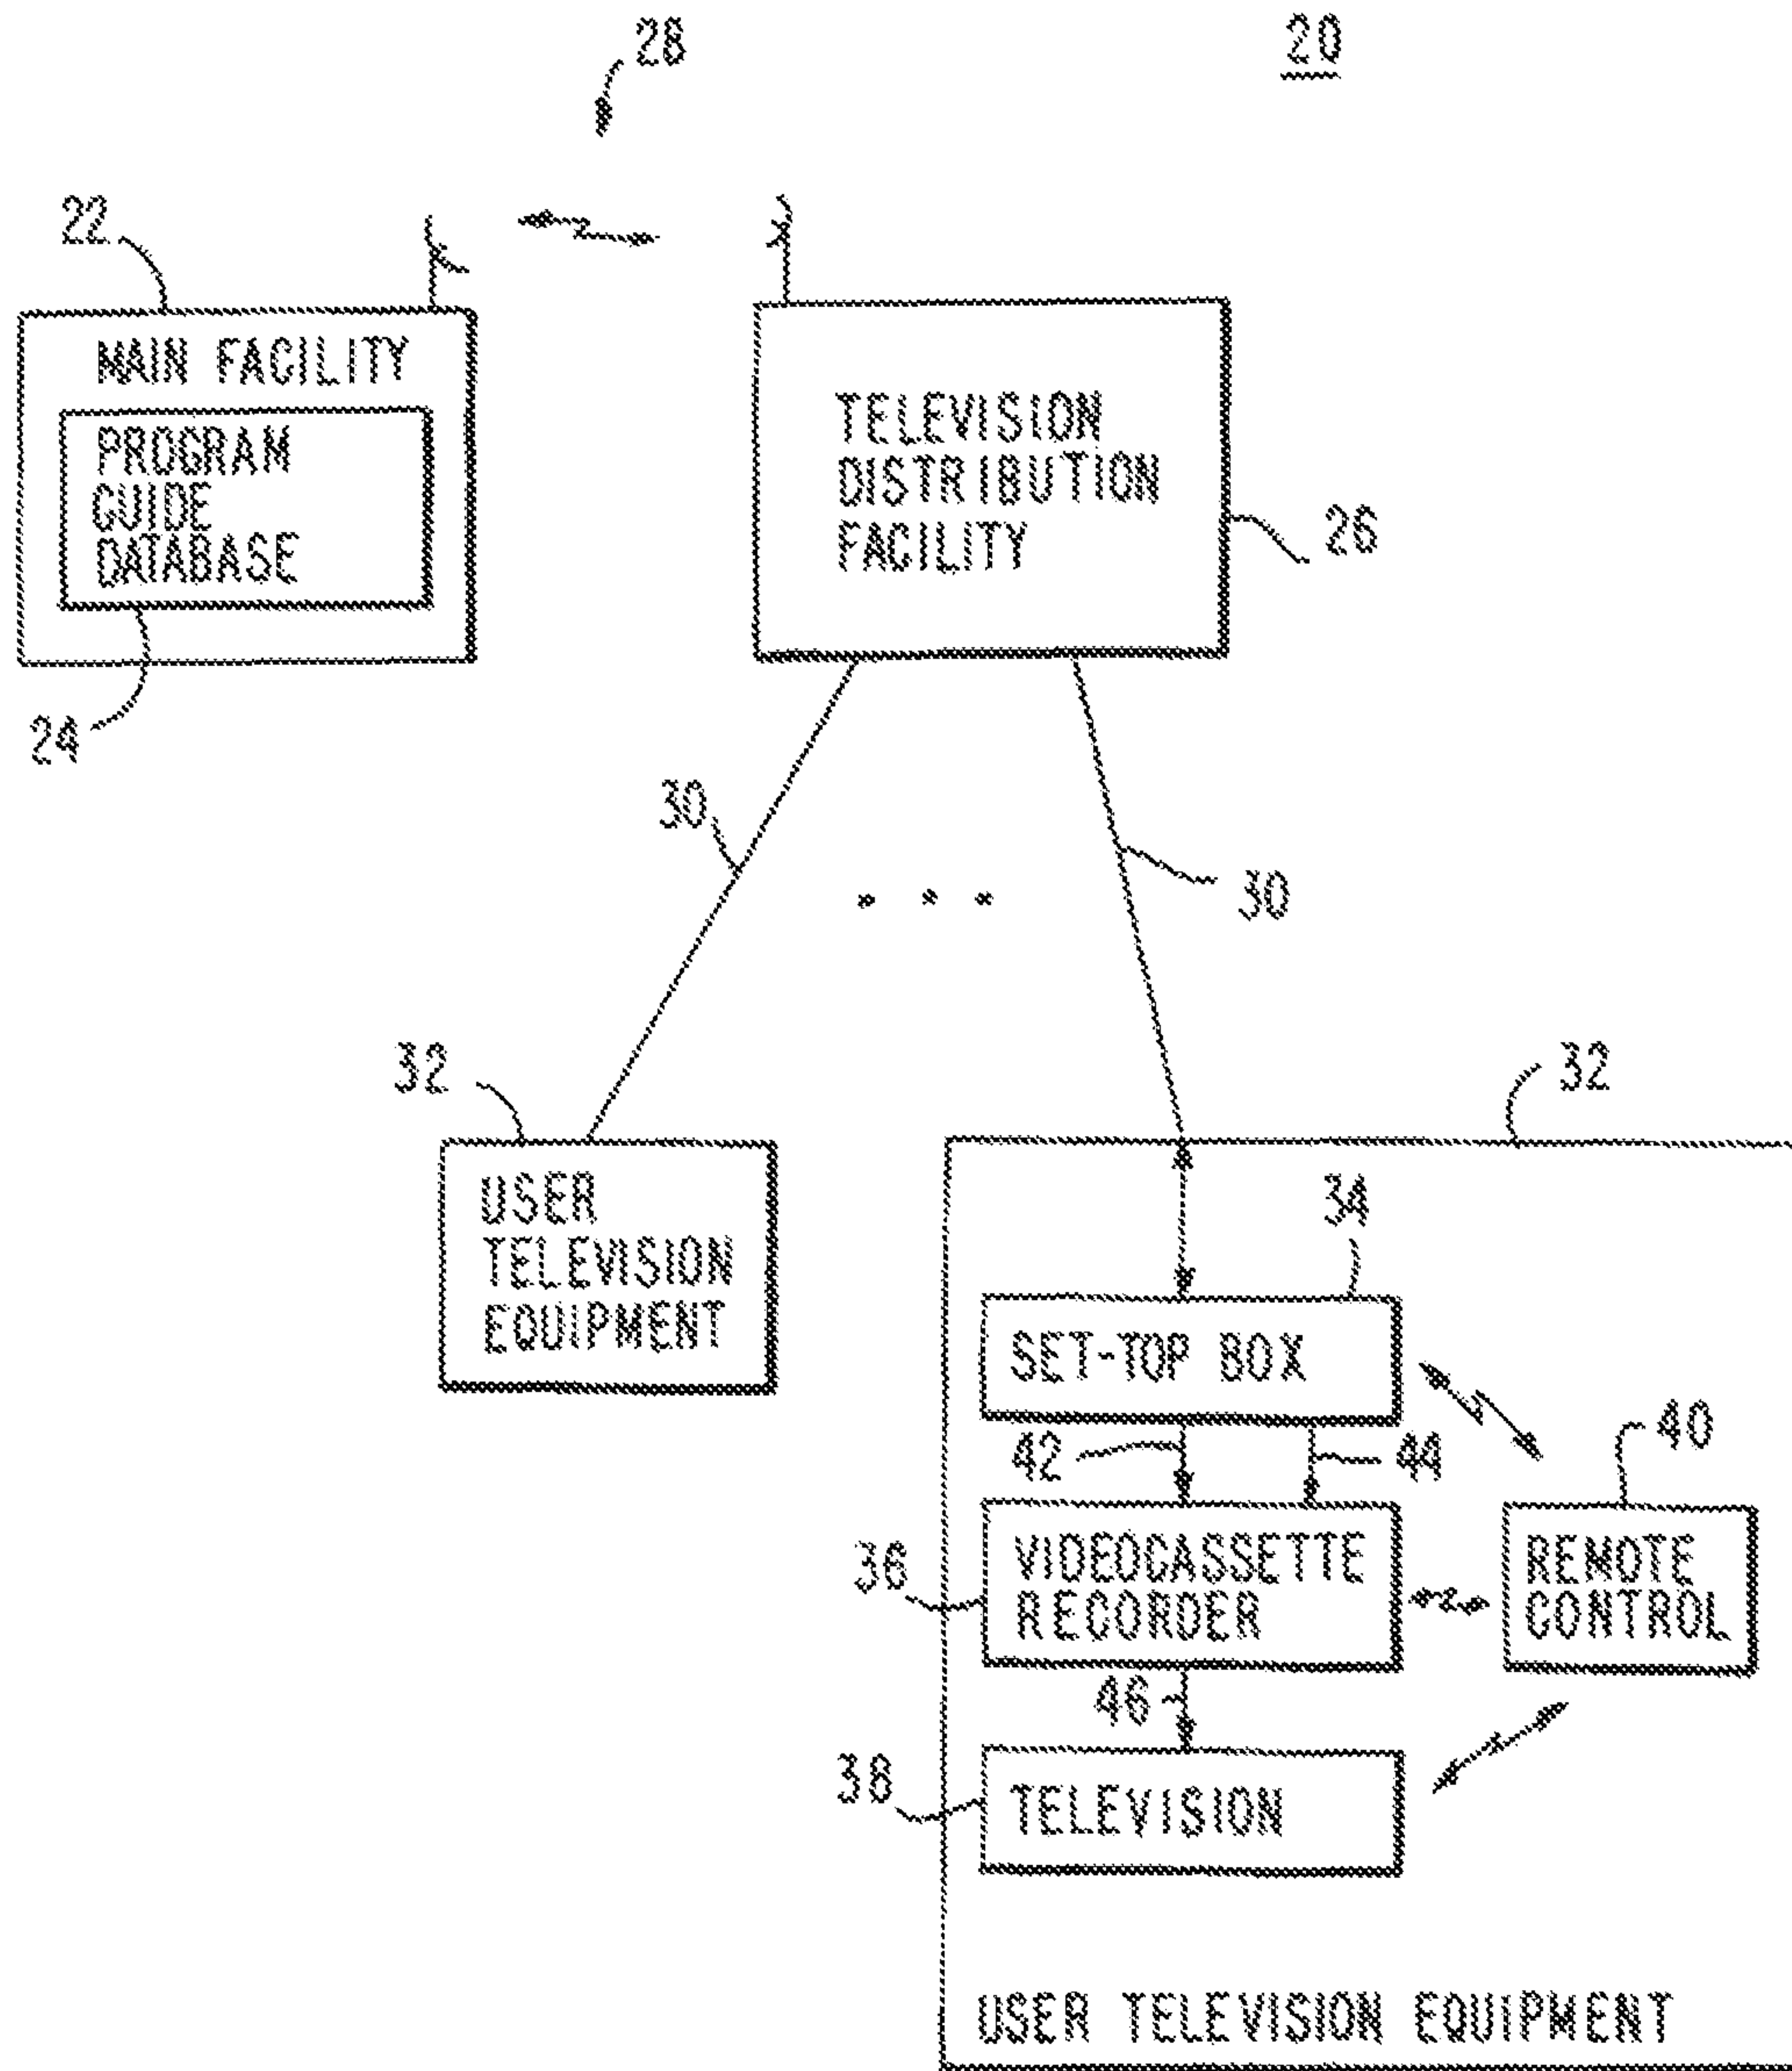 28
20
22
MAIN FACILITY
PROGRAM
GUIDE
DATABASE
24
TELEVISION
DISTRIBUTION
FACILITY
26
30
30
32
USER
TELEVISION
EQUIPMENT
32
34
SET-TOP BOX
42
44
40
36
VIDEOCASSETTE
RECORDER
REMOTE
CONTROL
46
38
TELEVISION
USER TELEVISION EQUIPMENT